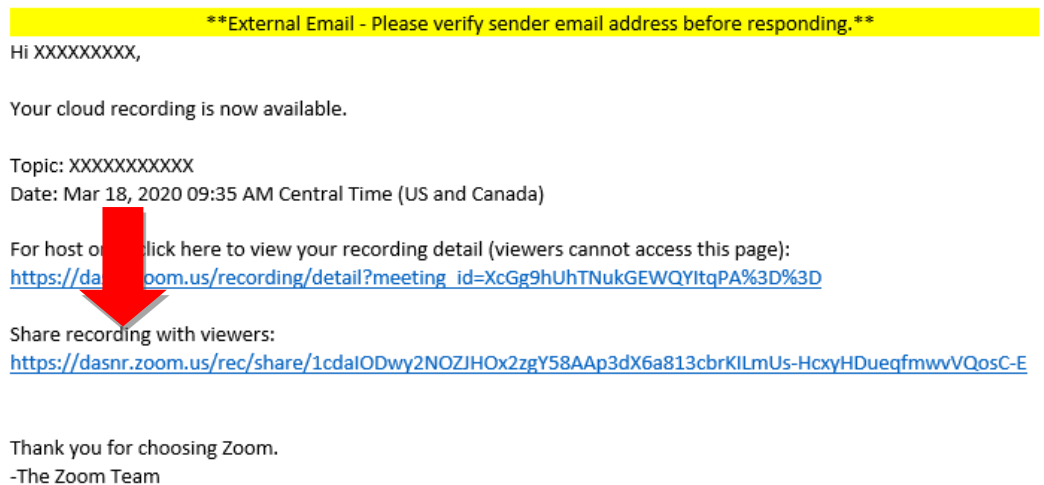 **External Email - Please verify sender email address before responding.**
Hi XXXXXXXXX,
Your cloud recording is now available.
Topic: XXXXXXXXXXX
Date: Mar 18, 2020 09:35 AM Central Time (US and Canada)
For host click here to view your recording detail (viewers cannot access this page):
https://da oom.us/recording/detail?meeting_id=XcGg9hUhTNukGEWQYItqPA%3D%3D
Share recording with viewers:
https://dasnr.zoom.us/rec/share/1cdaIODwy2NOZJHOx2zgY58AAp3dX6a813cbrKILmUs-HcxyHDueqfmwvVQosC-E
Thank you for choosing Zoom.
-The Zoom Team